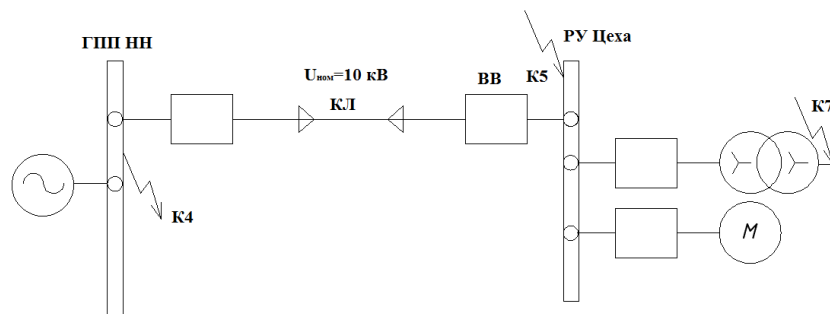 ГПП НН
РУ Цеха
Uном=10 кВ
КЛ
ВВ
К5
К7
К4
М